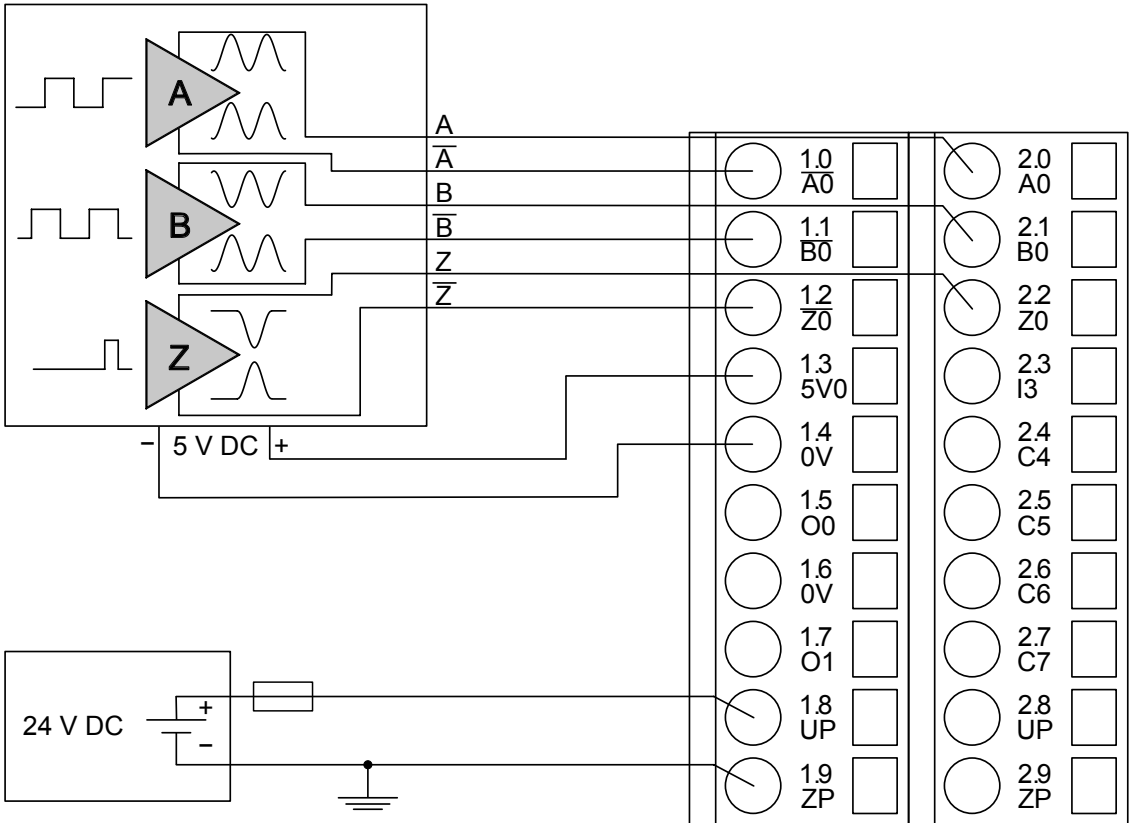 A
B
Z
A
A̅
B
B̅
Z
Z̅
− 5 V DC +
24 V DC
+
−
1.0
A̅0̅
1.1
B̅0̅
1.2
Z̅0̅
1.3
5V0
1.4
0V
1.5
O0
1.6
0V
1.7
O1
1.8
UP
1.9
ZP
2.0
A0
2.1
B0
2.2
Z0
2.3
I3
2.4
C4
2.5
C5
2.6
C6
2.7
C7
2.8
UP
2.9
ZP